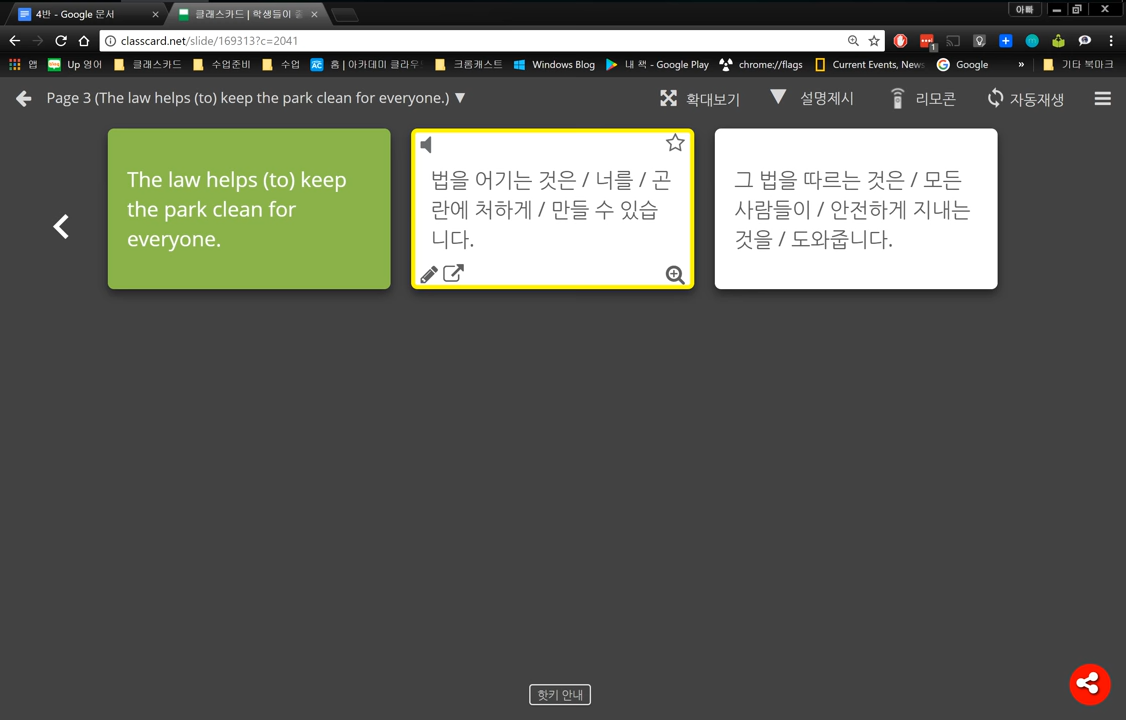 4반 - Google 문서
클래스카드 | 학생들이 좋
아빠
classcard.net/slide/169313?c=2041
1
앱
Up 영어
클래스카드
수업준비
수업
홈 | 아카데미 클라우
크롬캐스트
Windows Blog
내 책 - Google Play
chrome://flags
Current Events, News
Google
»
기타 북마크
Page 3 (The law helps (to) keep the park clean for everyone.) ▼
확대보기
설명제시
리모콘
자동재생
The law helps (to) keep
the park clean for
everyone.
법을 어기는 것은 / 너를 / 곤
란에 처하게 / 만들 수 있습
니다.
그 법을 따르는 것은 / 모든
사람들이 / 안전하게 지내는
것을 / 도와줍니다.
핫키 안내